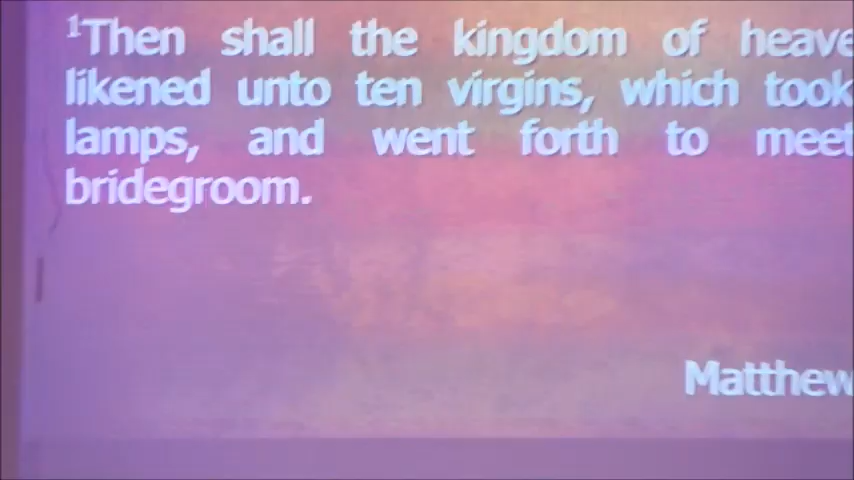 1Then shall the kingdom of heave
likened unto ten virgins, which took
lamps, and went forth to meet
bridegroom.
Matthew